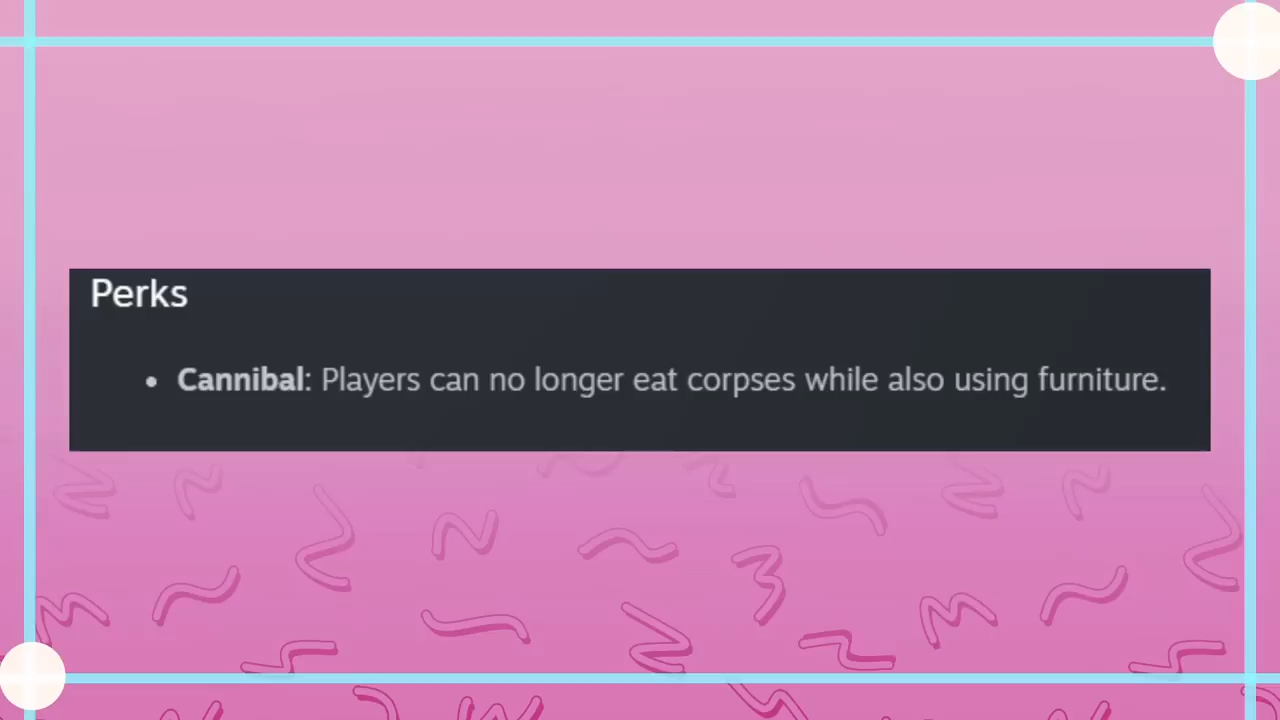 Perks
• Cannibal: Players can no longer eat corpses while also using furniture.